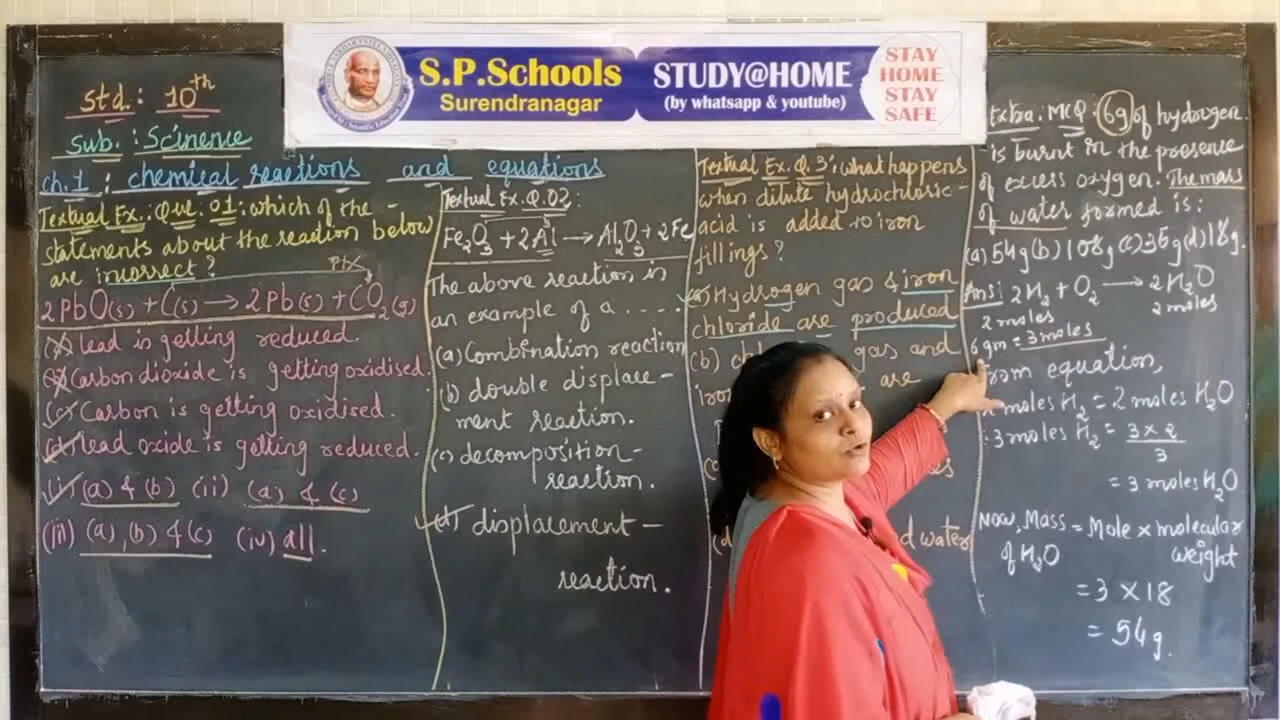 S.P.Schools
Surendranagar
STUDY@HOME
(by whatsapp & youtube)
STAY
HOME
STAY
SAFE
Std.: 10th
Sub.: Scinence
Ch.1: chemical reactions and equations
Textual Ex.: Que. 01: which of the -
statements about the reaction below
are incorrect?
2PbO(s) + C(s) → 2Pb(s) + CO2(g)
(a) lead is getting reduced.
(b) Carbon dioxide is getting oxidised.
(c) Carbon is getting oxidised.
(d) lead oxide is getting reduced.
(i) (a) & (b) (ii) (a) & (c)
(iii) (a), (b) & (c) (iv) all.
Textual Ex. Q.02:
Fe2O3 + 2Al → Al2O3 + 2Fe
The above reaction is
an example of a .....
(a) Combination reaction
(b) double displace-
ment reaction.
(c) decomposition-
reaction.
(d) displacement -
reaction.
Textual Ex. Q. 3: what happens
when dilute hydrochloric-
acid is added to iron
fillings?
(a) Hydrogen gas & iron
chloride are produced
(b) gas and
are
water
Extra: MCQ: 6g of hydrogen
is burnt in the presence
of excess oxygen. The mass
of water formed is:
(a) 54g (b) 108g (c) 36g (d) 18g.
Ans: 2H2 + O2 → 2H2O
2 moles 2 moles
6gm = 3 moles
From equation,
moles H2 = 2 moles H2O
: 3 moles H2 = 3 × 2
3
= 3 moles H2O
Now, Mass = Mole × molecular
of H2O weight
= 3 × 18
= 54g.